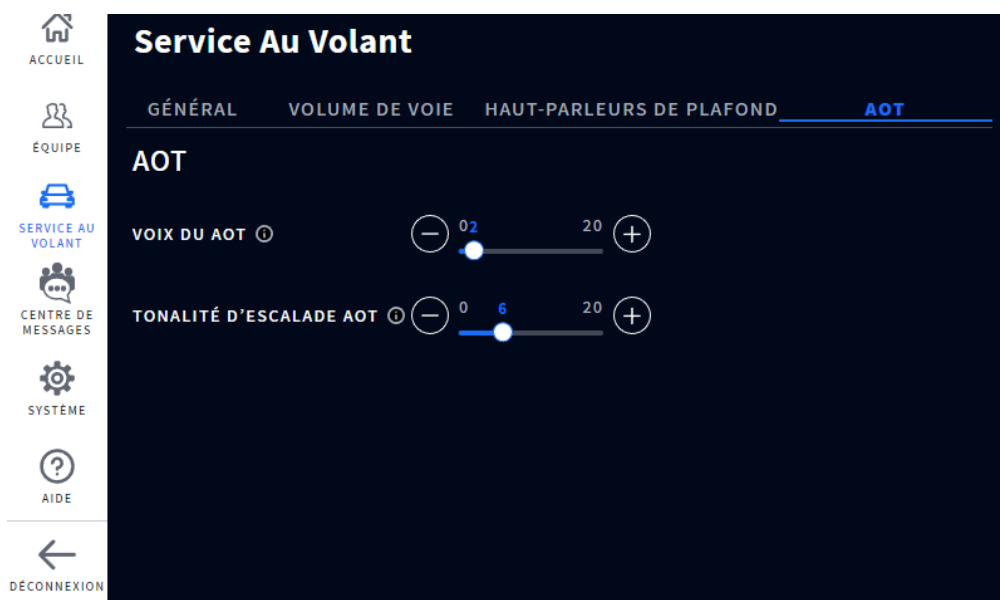 ACCUEIL
ÉQUIPE
SERVICE AU
VOLANT
CENTRE DE
MESSAGES
SYSTÈME
AIDE
DÉCONNEXION
Service Au Volant
GÉNÉRAL VOLUME DE VOIE HAUT-PARLEURS DE PLAFOND AOT
AOT
VOIX DU AOT 0 2 20
TONALITÉ D’ESCALADE AOT 0 6 20